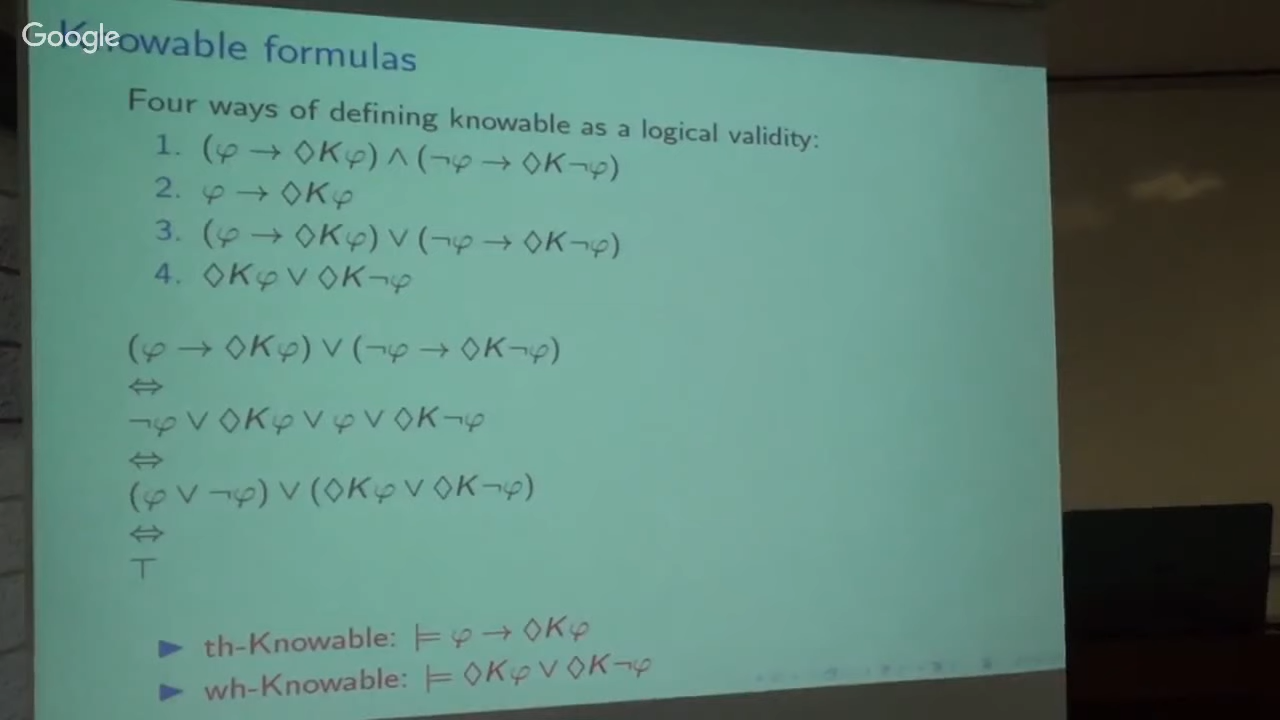 Google
Knowable formulas
Four ways of defining knowable as a logical validity:
1. (φ → ◊Kφ) ∧ (¬φ → ◊K¬φ)
2. φ → ◊Kφ
3. (φ → ◊Kφ) ∨ (¬φ → ◊K¬φ)
4. ◊Kφ ∨ ◊K¬φ
(φ → ◊Kφ) ∨ (¬φ → ◊K¬φ)
⇔
¬φ ∨ ◊Kφ ∨ φ ∨ ◊K¬φ
⇔
(φ ∨ ¬φ) ∨ (◊Kφ ∨ ◊K¬φ)
⇔
⊤
▶ th-Knowable: ⊨ φ → ◊Kφ
▶ wh-Knowable: ⊨ ◊Kφ ∨ ◊K¬φ